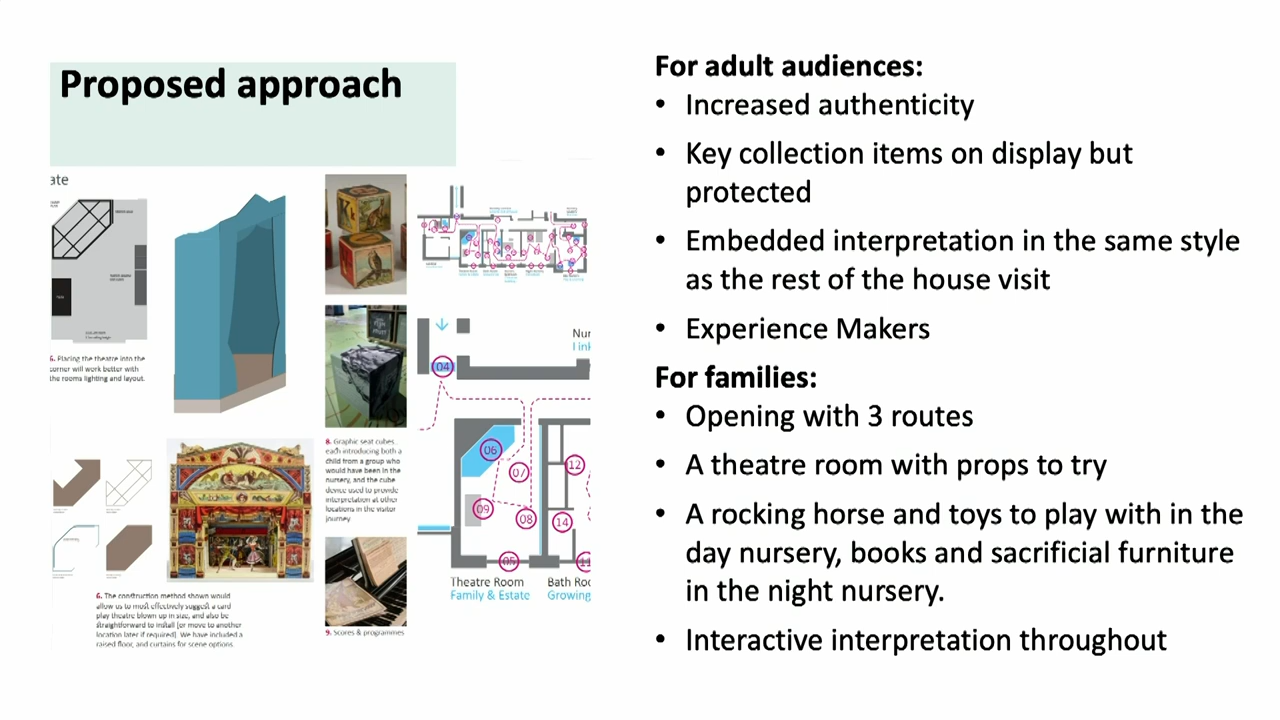 Proposed approach
ate
6. Placing the theatre into the
corner will work better with
the rooms lighting and layout.
8. Graphic seat cubes
each introducing both a
child from a group who
would have been in the
nursery, and the cube
device used to provide
interpretation at other
locations in the visitor
journey
6. The construction method shown would
allow us to most effectively suggest a card
play theatre blown up in size, and also be
straightforward to install [or move to another
location later if required]. We have included a
raised floor, and curtains for scene options.
9. Scores & programmes
04
06
07
12
09
08
14
05
Theatre Room
Family & Estate
Bath Roo
Growing
For adult audiences:
• Increased authenticity
• Key collection items on display but
protected
• Embedded interpretation in the same style
as the rest of the house visit
• Experience Makers
For families:
• Opening with 3 routes
• A theatre room with props to try
• A rocking horse and toys to play with in the
day nursery, books and sacrificial furniture
in the night nursery.
• Interactive interpretation throughout